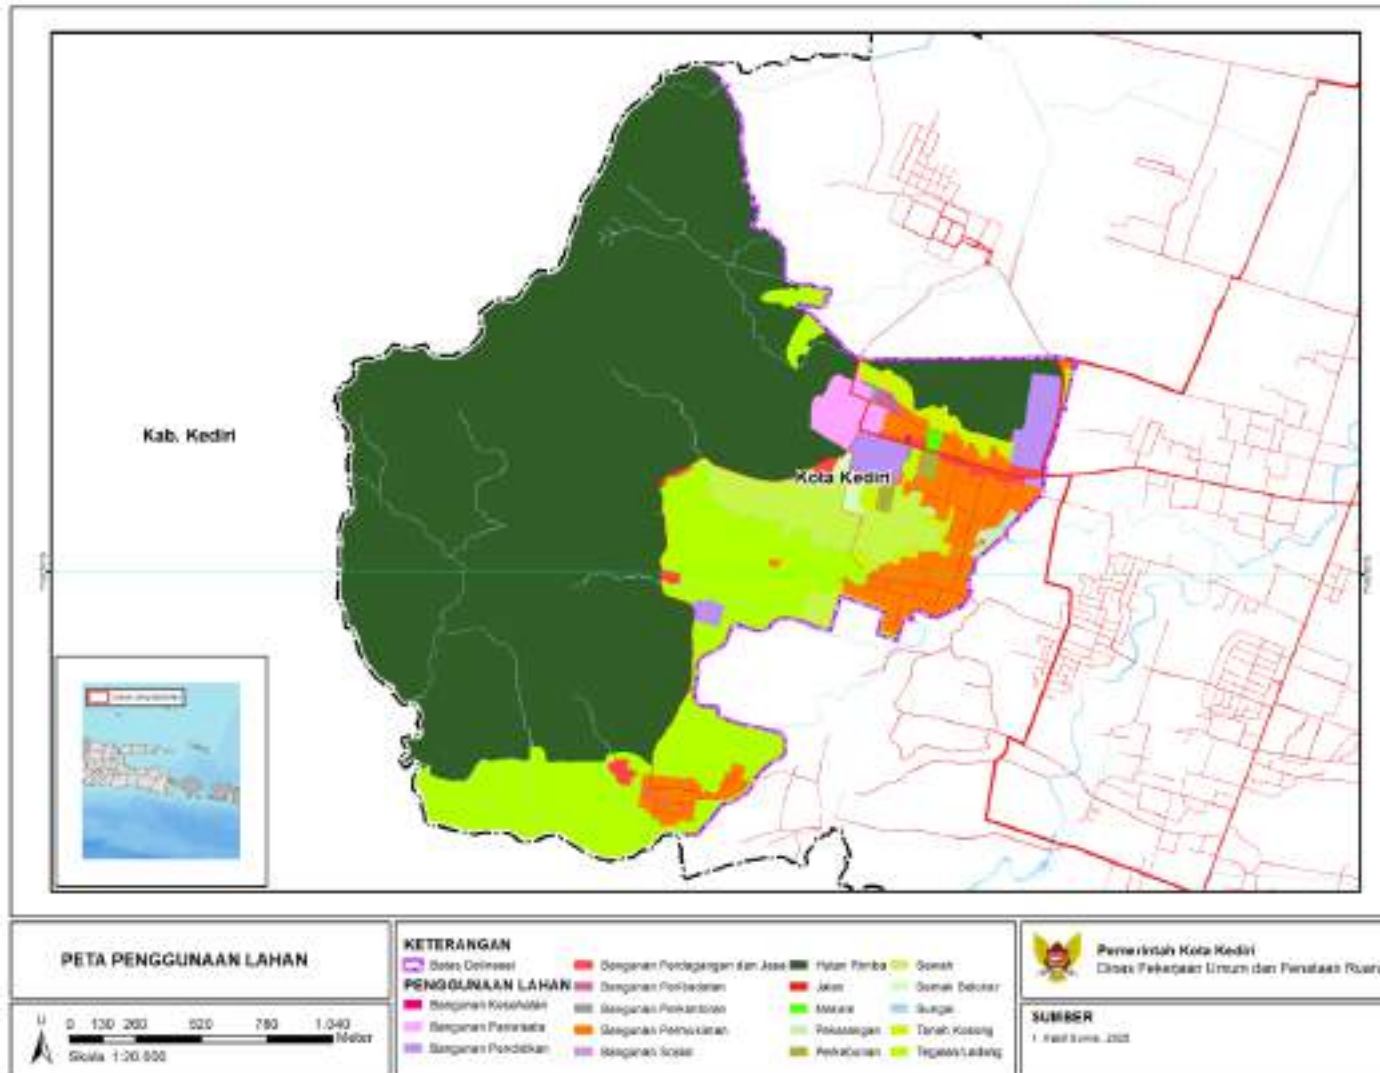 Kab. Kediri
Kota Kediri
PETA PENGGUNAAN LAHAN
U
0 130 260 520 780 1.040
Meter
Skala 1:20.000
KETERANGAN
Batas Delineasi
PENGGUNAAN LAHAN
Bangunan Kesehatan
Bangunan Pariwisata
Bangunan Pendidikan
Bangunan Perdagangan dan Jasa
Bangunan Peribadatan
Bangunan Perkantoran
Bangunan Permukiman
Bangunan Sosial
Hutan Rimba
Jalan
Makam
Pekarangan
Perkebunan
Sawah
Semak Belukar
Sungai
Tanah Kosong
Tegalan/Ladang
Pemerintah Kota Kediri
Dinas Pekerjaan Umum dan Penataan Ruang
SUMBER